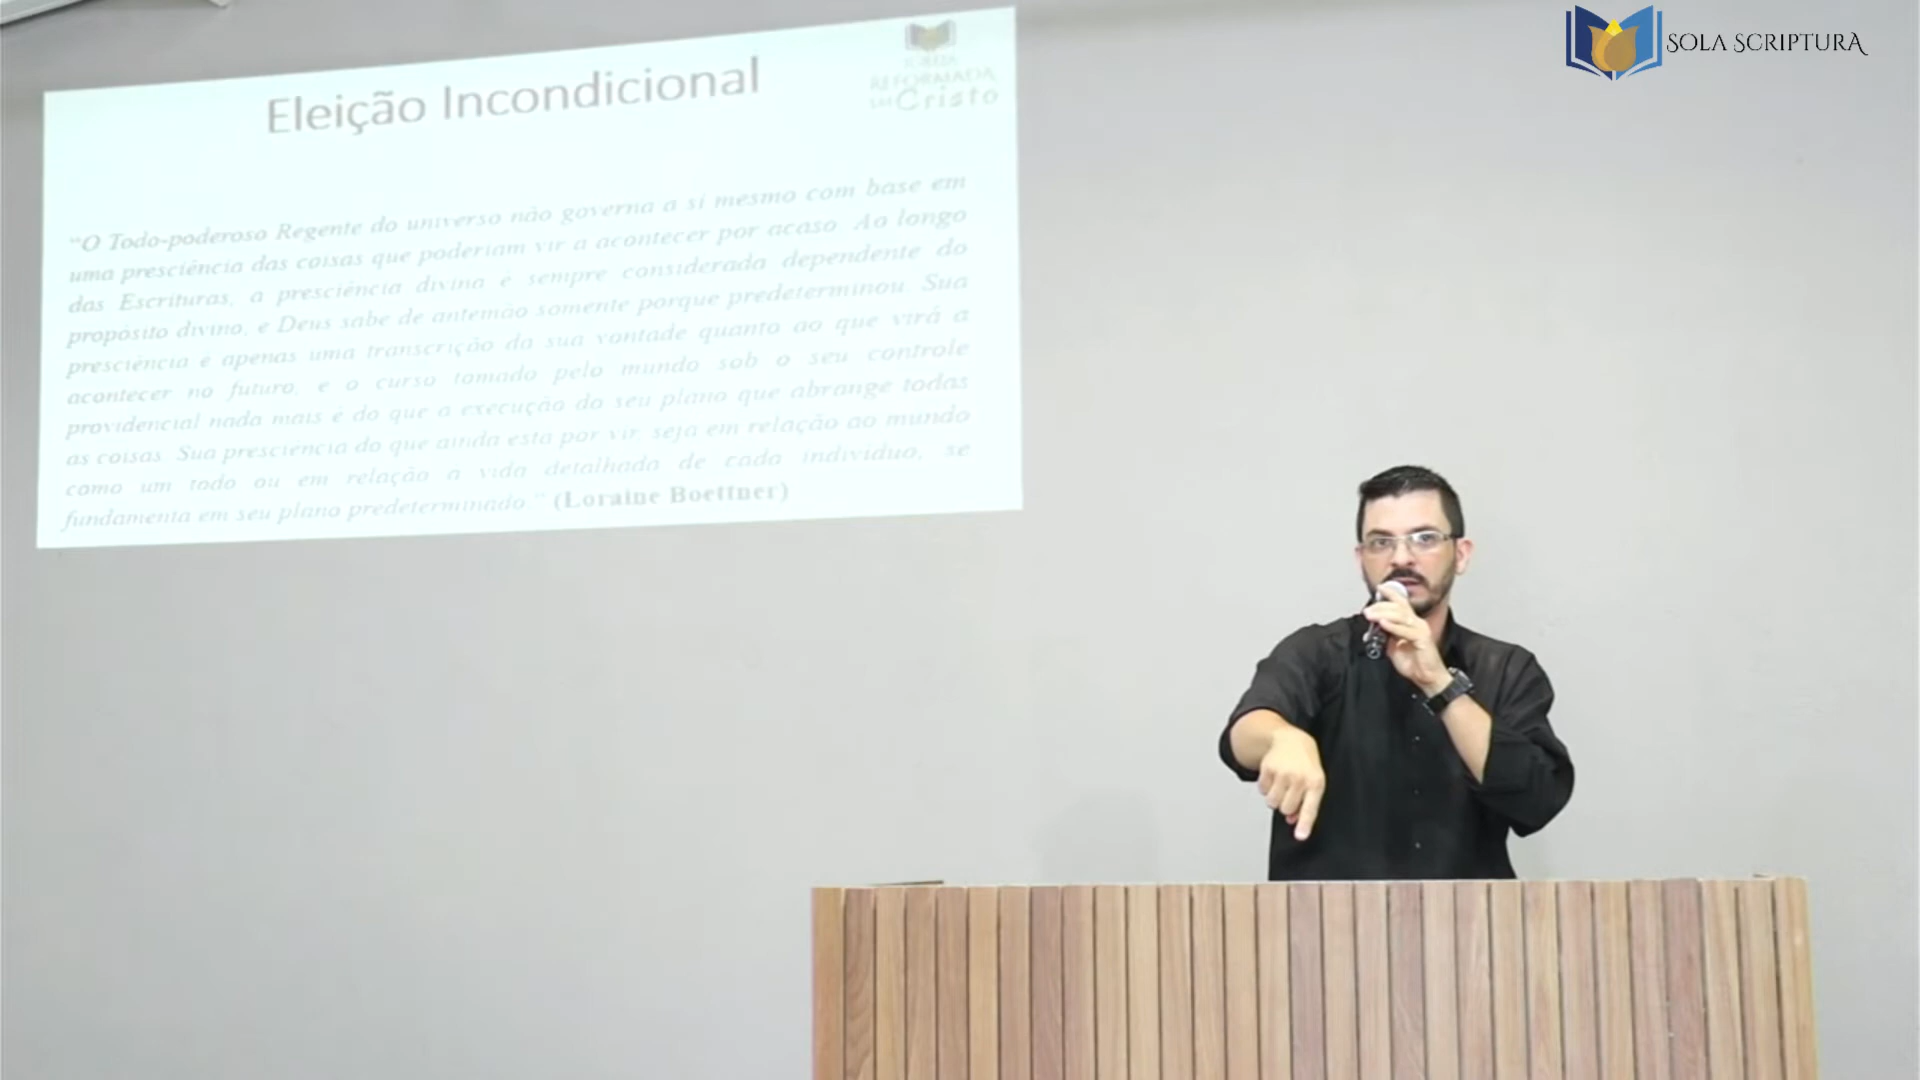 SOLA SCRIPTURA
Eleição Incondicional
IGREJA
REFORMADA
em Cristo
"O Todo-poderoso Regente do universo não governa a si mesmo com base em
uma presciência das coisas que poderiam vir a acontecer por acaso. Ao longo
das Escrituras, a presciência divina é sempre considerada dependente do
propósito divino, e Deus sabe de antemão somente porque predeterminou. Sua
presciência é apenas uma transcrição da sua vontade quanto ao que virá a
acontecer no futuro, e o curso tomado pelo mundo sob o seu controle
providencial nada mais é do que a execução do seu plano que abrange todas
as coisas. Sua presciência do que ainda esta por vir, seja em relação ao mundo
como um todo ou em relação a vida detalhada de cada indivíduo, se
fundamenta em seu plano predeterminado." (Loraine Boettner)